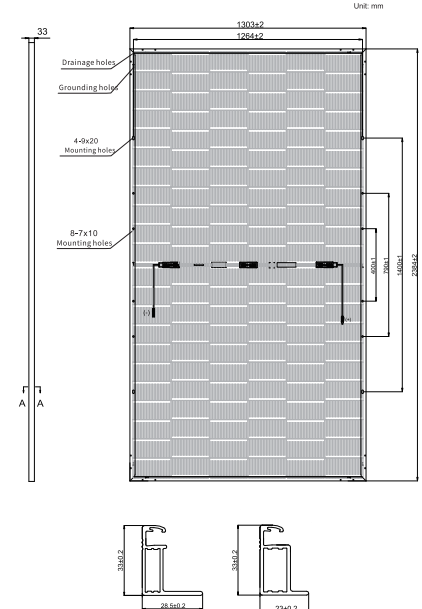 Unit: mm
33
1303±2
1264±2
Drainage holes
Grounding holes
4-9x20
Mounting holes
8-7x10
Mounting holes
400±1
790±1
1400±1
2384±2
(-)
(+)
A A
33±0.2
28.5±0.2
33±0.2
23±0.2